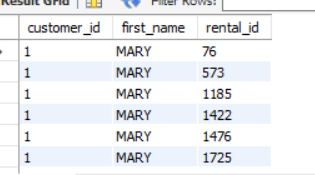 Result Grid Filter Rows:
customer_id first_name rental_id
1 MARY 76
1 MARY 573
1 MARY 1185
1 MARY 1422
1 MARY 1476
1 MARY 1725